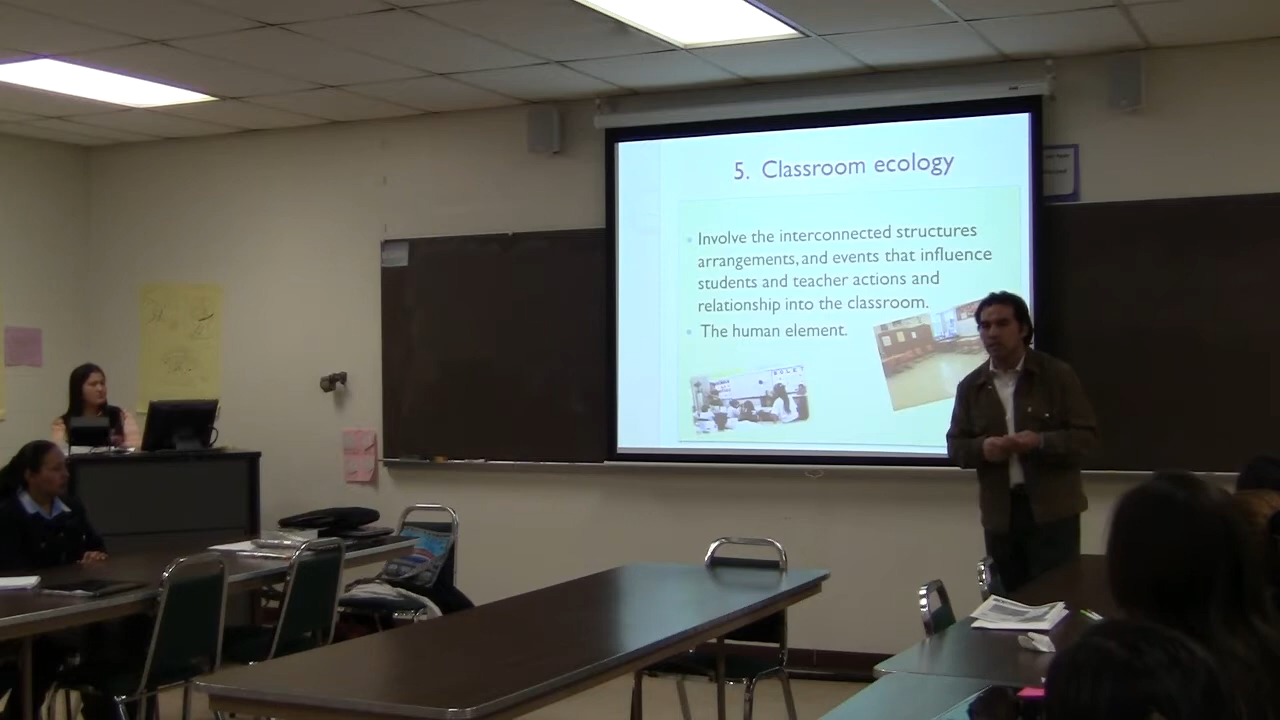 5. Classroom ecology
Involve the interconnected structures
arrangements, and events that influence
students and teacher actions and
relationship into the classroom.
The human element.